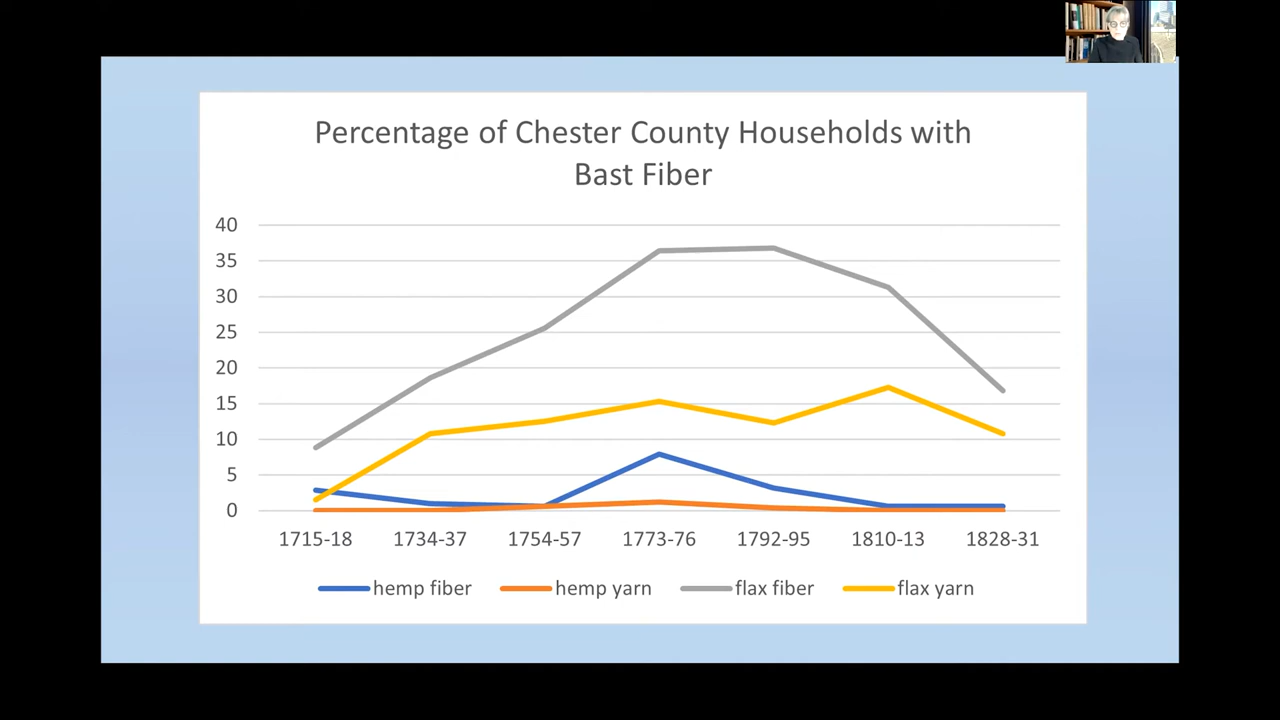 Percentage of Chester County Households with
Bast Fiber
40
35
30
25
20
15
10
5
0
1715-18 1734-37 1754-57 1773-76 1792-95 1810-13 1828-31
hemp fiber hemp yarn flax fiber flax yarn